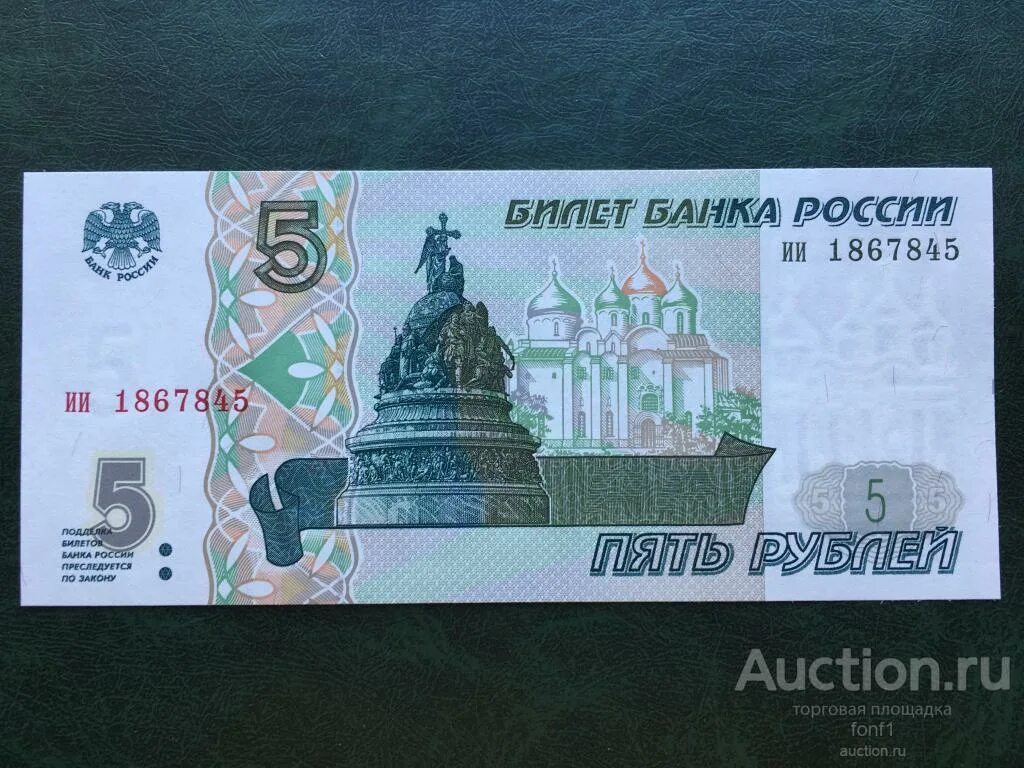 5
БИЛЕТ БАНКА РОССИИ
ии 1867845
БАНК РОССИИ
ии 1867845
5
ПОДДЕЛКА
БИЛЕТОВ
БАНКА РОССИИ
ПРЕСЛЕДУЕТСЯ
ПО ЗАКОНУ
5 5 5
ПЯТЬ РУБЛЕЙ
Auction.ru
торговая площадка
fonf1
auction.ru